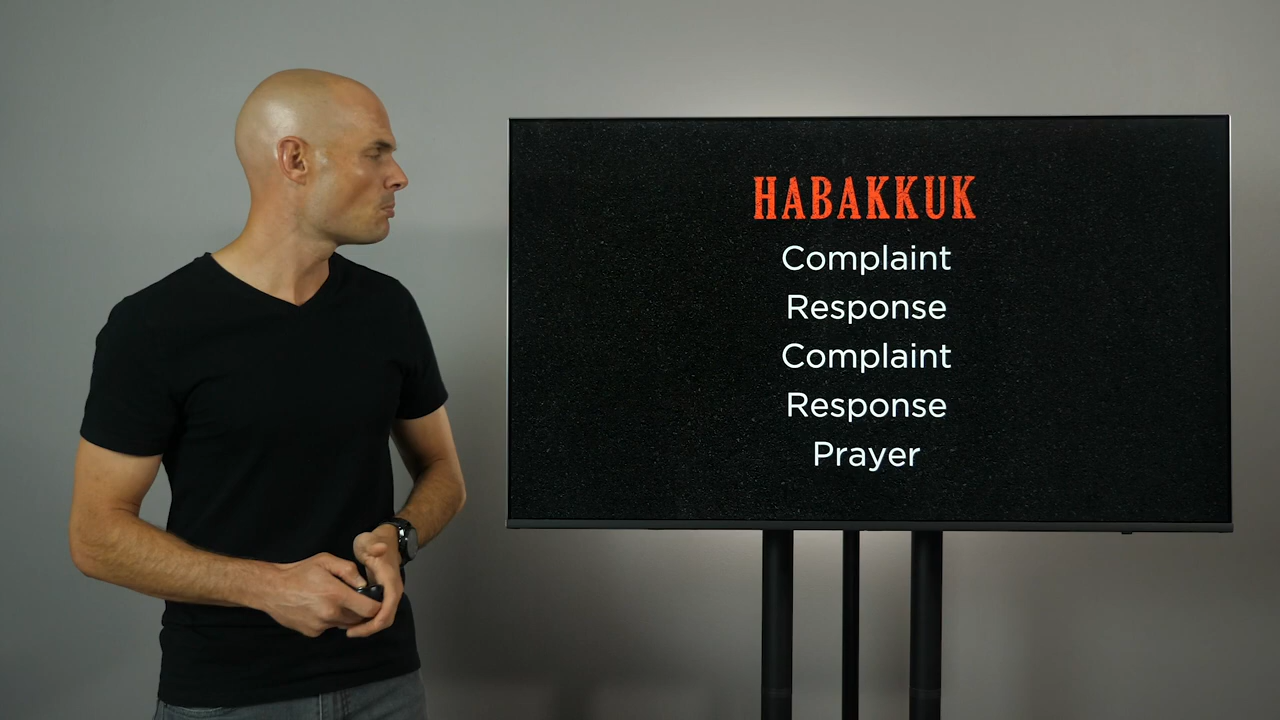 HABAKKUK
Complaint
Response
Complaint
Response
Prayer